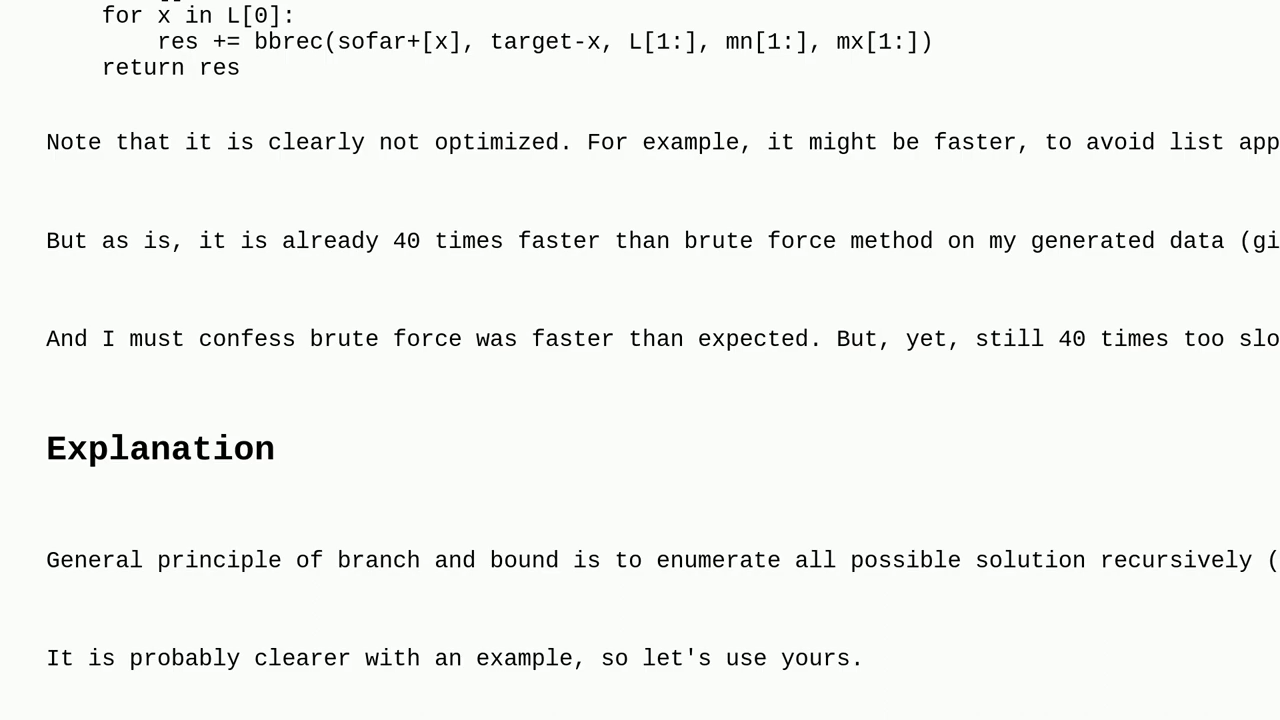 for x in L[0]:
res += bbrec(sofar+[x], target-x, L[1:], mn[1:], mx[1:])
return res
Note that it is clearly not optimized. For example, it might be faster, to avoid list app
But as is, it is already 40 times faster than brute force method on my generated data (gi
And I must confess brute force was faster than expected. But, yet, still 40 times too slo
Explanation
General principle of branch and bound is to enumerate all possible solution recursively (
It is probably clearer with an example, so let's use yours.